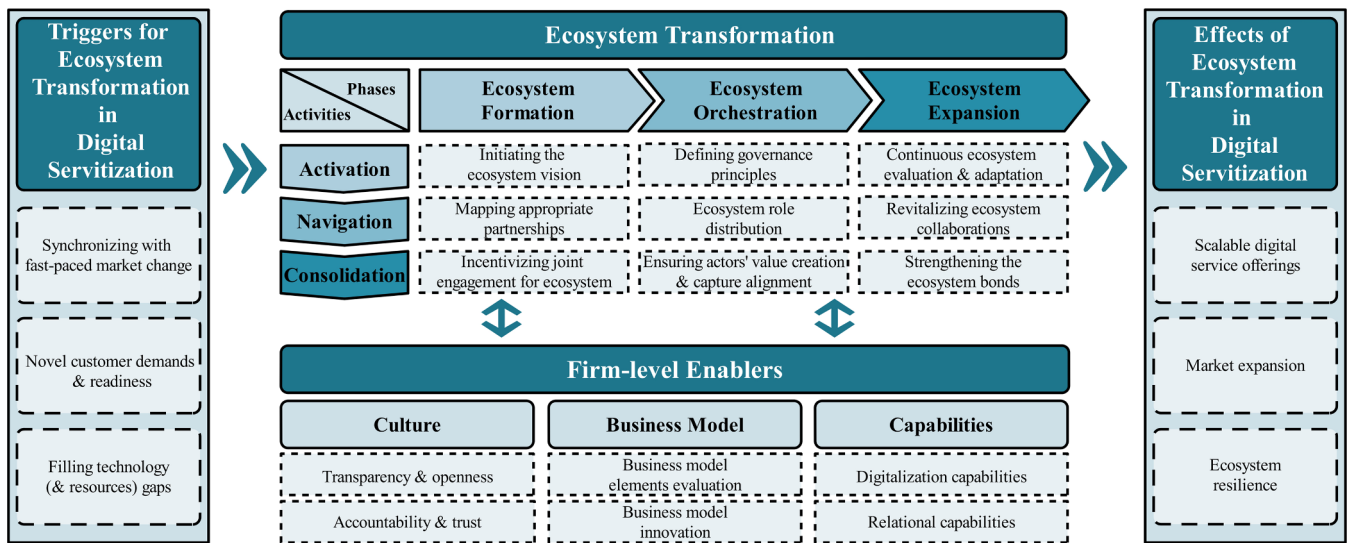 Triggers for
Ecosystem
Transformation
in
Digital
Servitization
Synchronizing with
fast-paced market change
Novel customer demands
& readiness
Filling technology
(& resources) gaps
Ecosystem Transformation
Phases
Activities
Ecosystem
Formation
Ecosystem
Orchestration
Ecosystem
Expansion
Activation
Initiating the
ecosystem vision
Defining governance
principles
Continuous ecosystem
evaluation & adaptation
Navigation
Mapping appropriate
partnerships
Ecosystem role
distribution
Revitalizing ecosystem
collaborations
Consolidation
Incentivizing joint
engagement for ecosystem
Ensuring actors' value creation
& capture alignment
Strengthening the
ecosystem bonds
Firm-level Enablers
Culture
Business Model
Capabilities
Transparency & openness
Business model
elements evaluation
Digitalization capabilities
Accountability & trust
Business model
innovation
Relational capabilities
Effects of
Ecosystem
Transformation
in
Digital
Servitization
Scalable digital
service offerings
Market expansion
Ecosystem
resilience